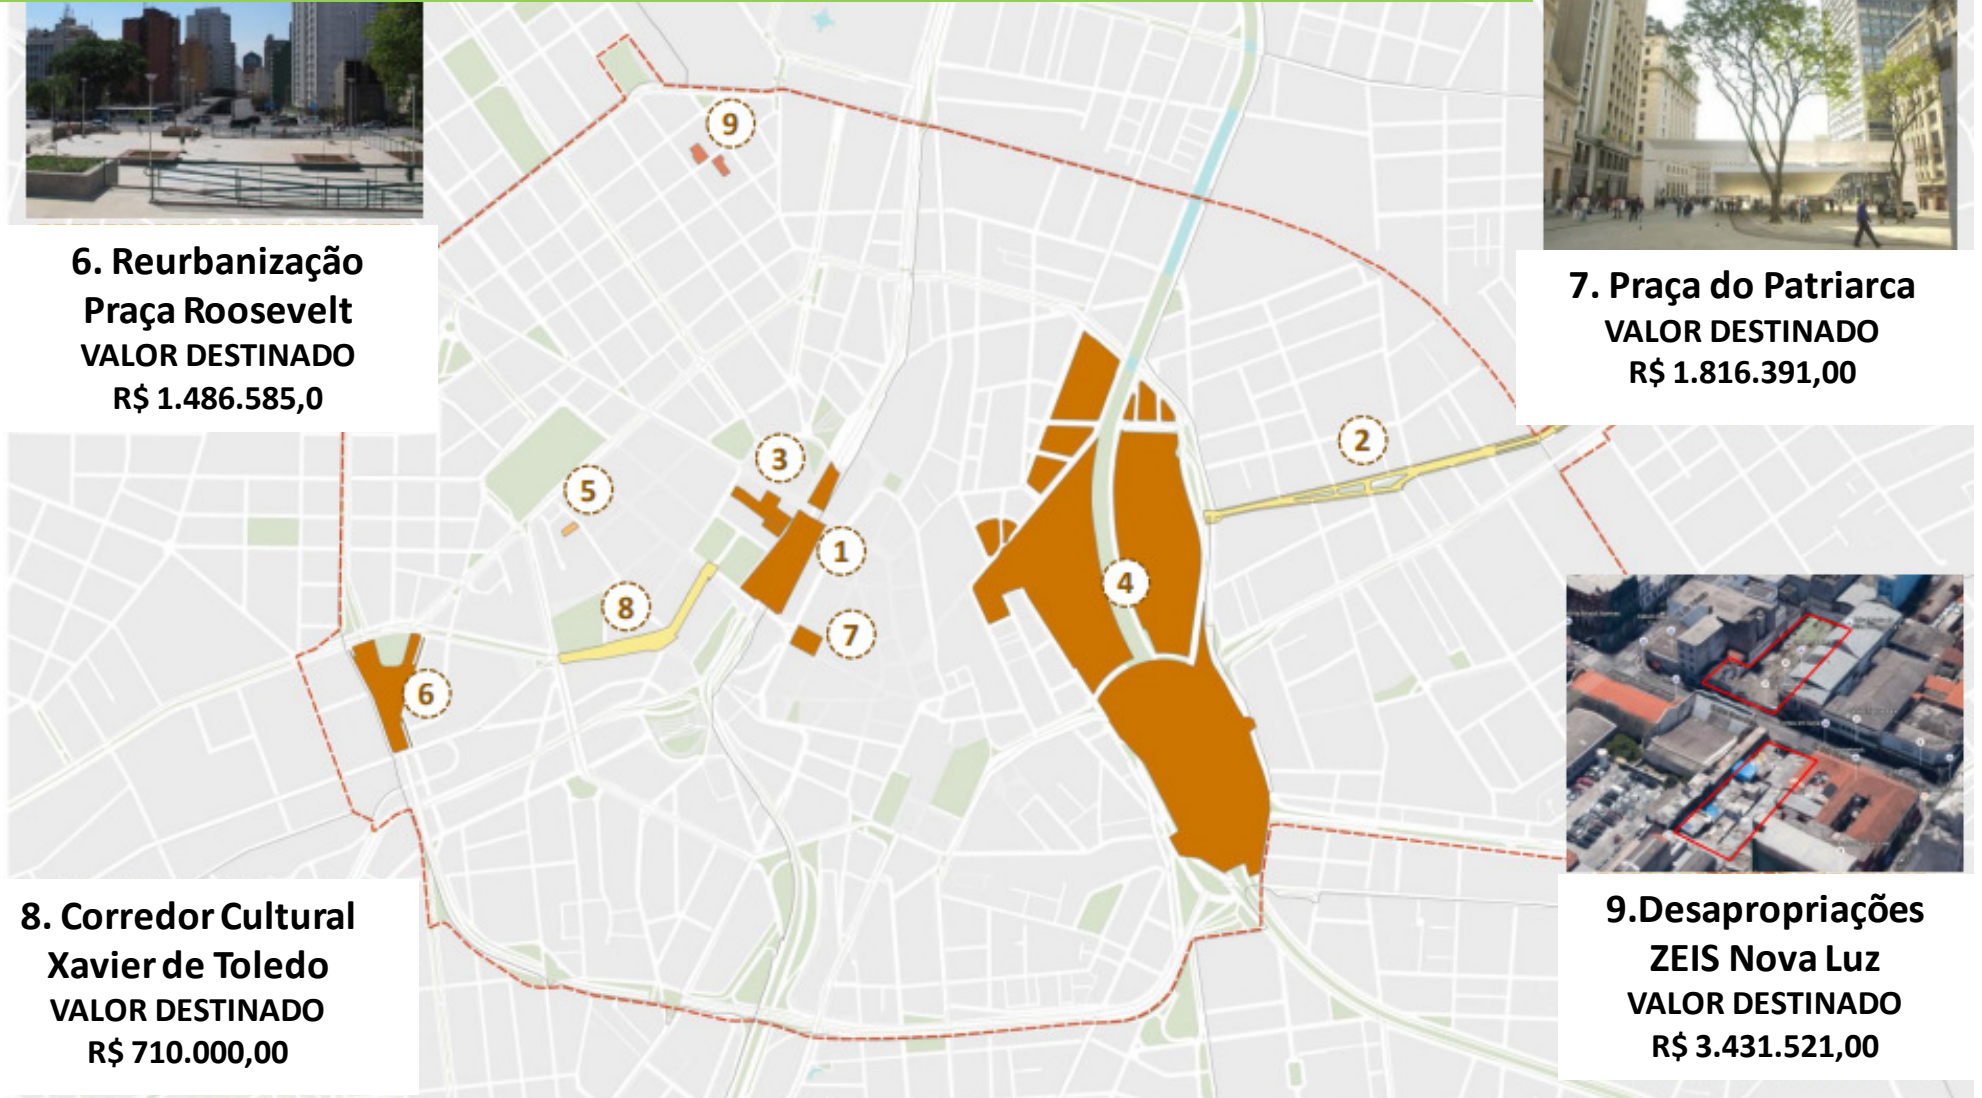 6. Reurbanização
Praça Roosevelt
VALOR DESTINADO
R$ 1.486.585,0
7. Praça do Patriarca
VALOR DESTINADO
R$ 1.816.391,00
9
3
5
2
1
4
8
7
6
8. Corredor Cultural
Xavier de Toledo
VALOR DESTINADO
R$ 710.000,00
9.Desapropriações
ZEIS Nova Luz
VALOR DESTINADO
R$ 3.431.521,00